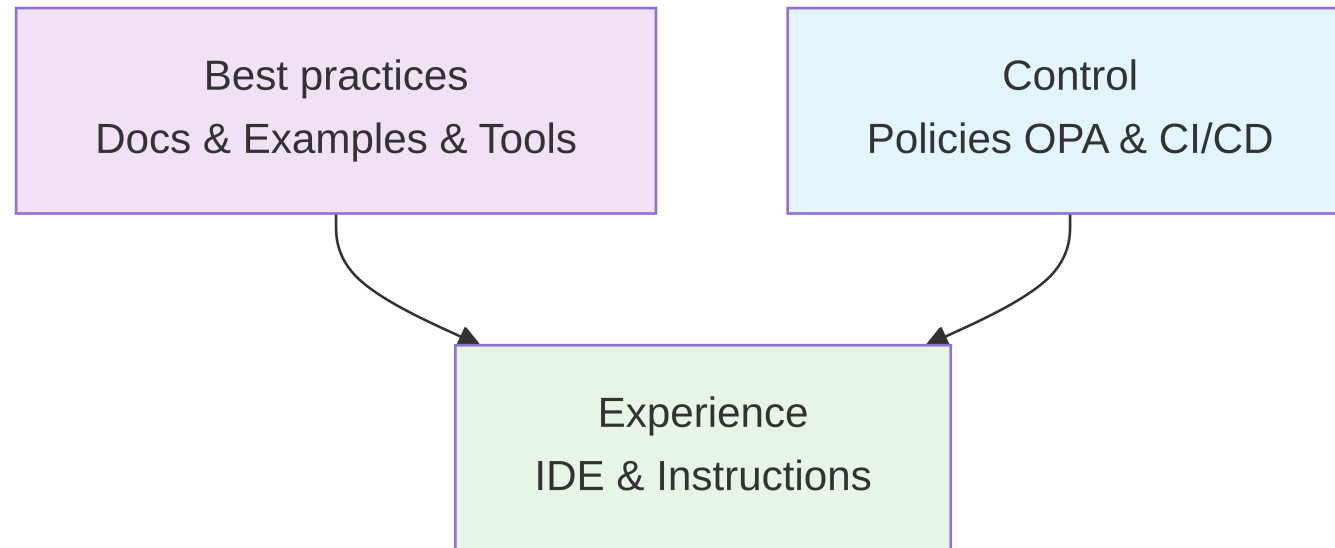 Best practices
Docs & Examples & Tools
Control
Policies OPA & CI/CD
Experience
IDE & Instructions